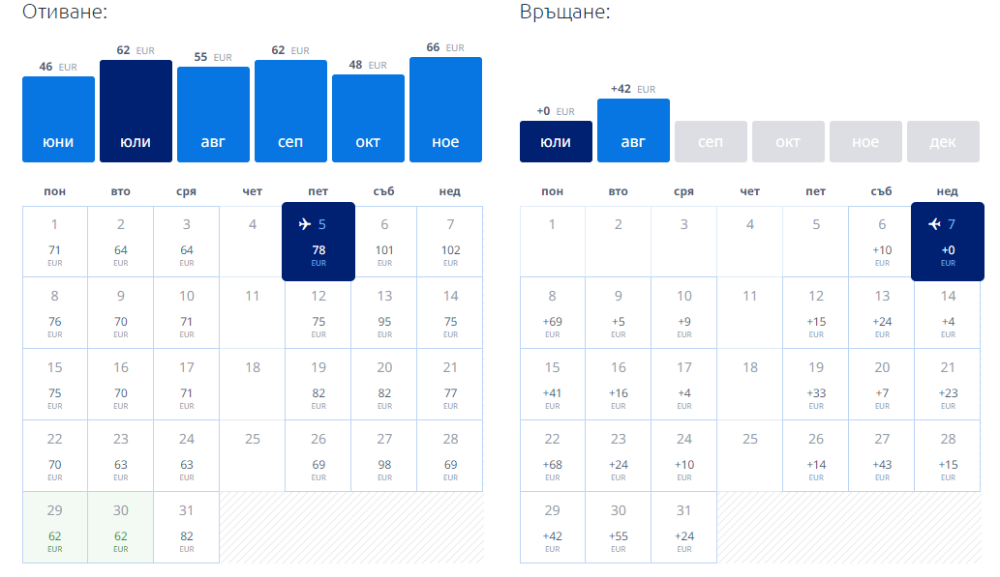 Отиване:
46 EUR
62 EUR
55 EUR
62 EUR
48 EUR
66 EUR
юни юли авг сеп окт ное
пон вто сря чет пет съб нед
1 2 3 4 5 6 7
71 64 64 78 101 102
EUR EUR EUR EUR EUR EUR
8 9 10 11 12 13 14
76 70 71 75 95 75
EUR EUR EUR EUR EUR EUR
15 16 17 18 19 20 21
75 70 71 82 82 77
EUR EUR EUR EUR EUR EUR
22 23 24 25 26 27 28
70 63 63 69 98 69
EUR EUR EUR EUR EUR EUR
29 30 31
62 62 82
EUR EUR EUR
Връщане:
+0 EUR
+42 EUR
юли авг сеп окт ное дек
пон вто сря чет пет съб нед
1 2 3 4 5 6 7
+10 +0
EUR EUR
8 9 10 11 12 13 14
+69 +5 +9 +15 +24 +4
EUR EUR EUR EUR EUR EUR
15 16 17 18 19 20 21
+41 +16 +4 +33 +7 +23
EUR EUR EUR EUR EUR EUR
22 23 24 25 26 27 28
+68 +24 +10 +14 +43 +15
EUR EUR EUR EUR EUR EUR
29 30 31
+42 +55 +24
EUR EUR EUR